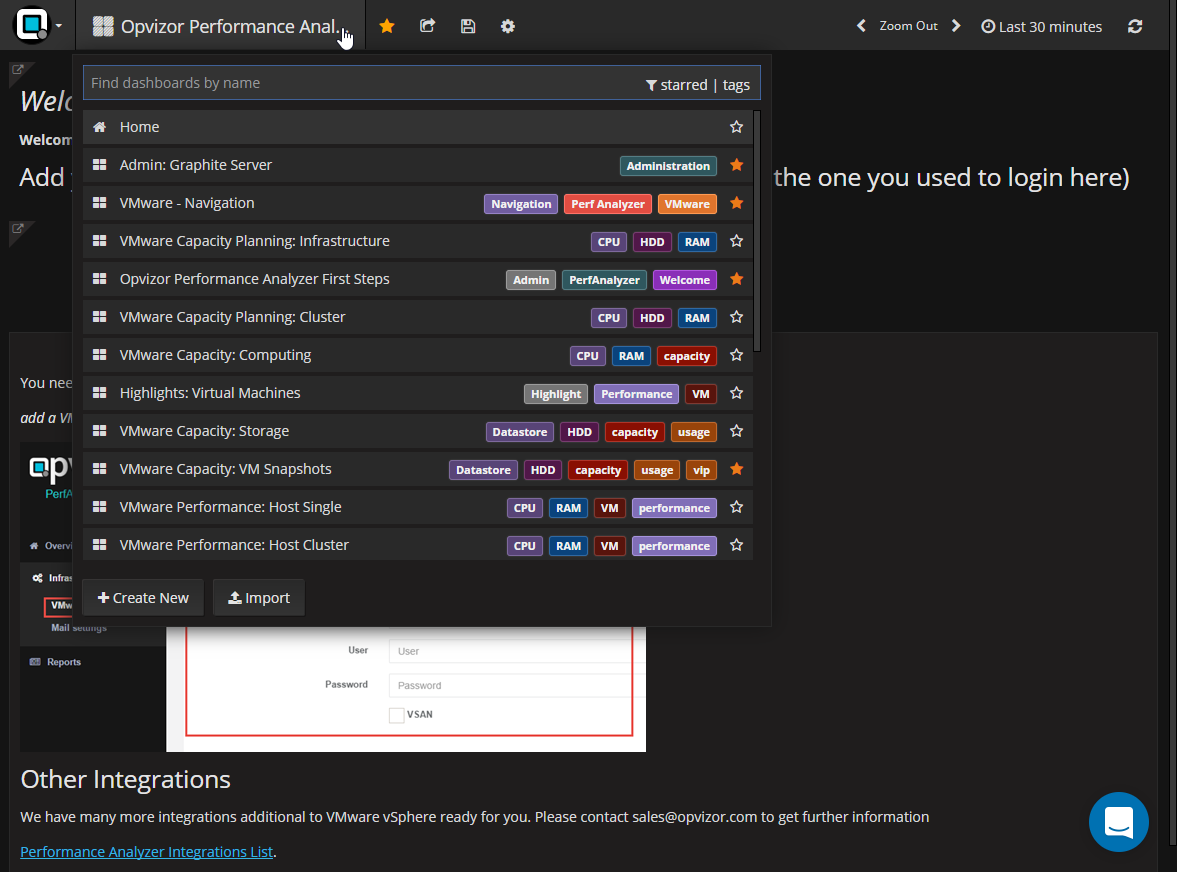 Opvizor Performance Anal...
Zoom Out
Last 30 minutes
Find dashboards by name
starred | tags
Welc
Home
Welcom
Admin: Graphite Server Administration
Add the one you used to login here)
VMware - Navigation Navigation Perf Analyzer VMware
VMware Capacity Planning: Infrastructure CPU HDD RAM
Opvizor Performance Analyzer First Steps Admin PerfAnalyzer Welcome
VMware Capacity Planning: Cluster CPU HDD RAM
VMware Capacity: Computing CPU RAM capacity
You nee
Highlights: Virtual Machines Highlight Performance VM
add a VM
VMware Capacity: Storage Datastore HDD capacity usage
VMware Capacity: VM Snapshots Datastore HDD capacity usage vip
opv
PerfA
VMware Performance: Host Single CPU RAM VM performance
VMware Performance: Host Cluster CPU RAM VM performance
Overvi
Infras
Create New Import
VMw
Mail settings
User User
Reports
Password Password
VSAN
Other Integrations
We have many more integrations additional to VMware vSphere ready for you. Please contact sales@opvizor.com to get further information
Performance Analyzer Integrations List.